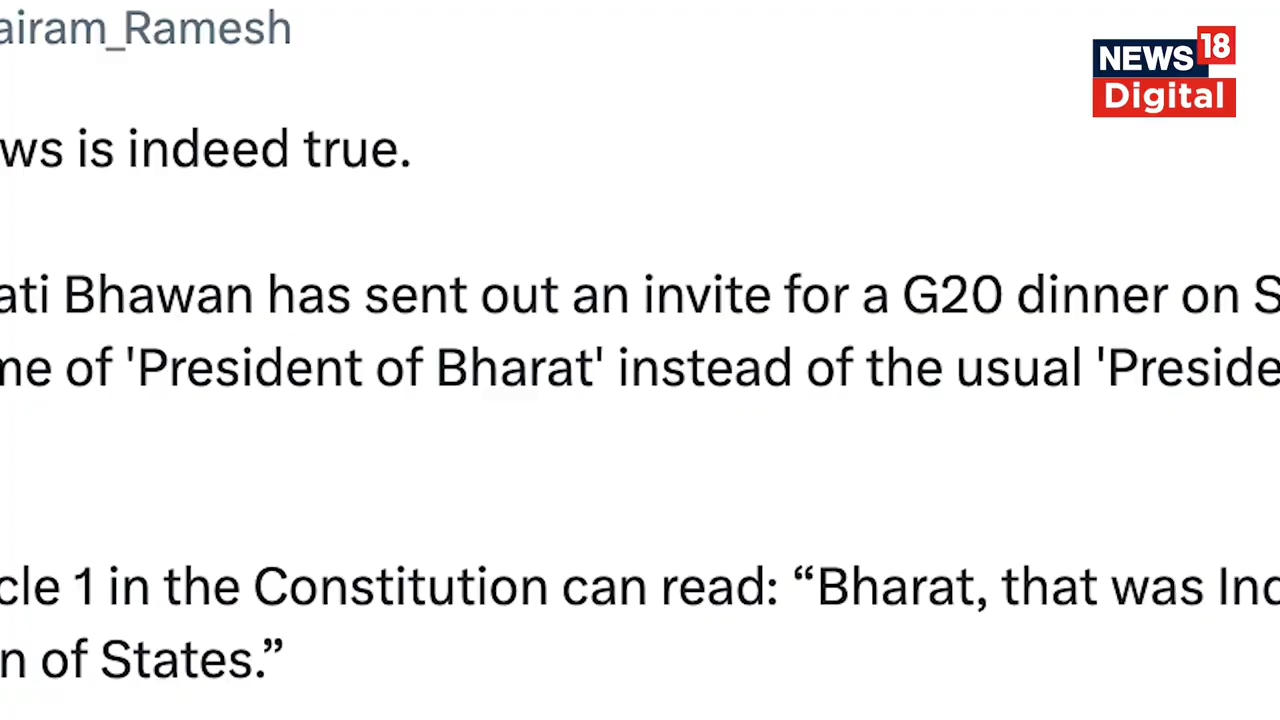 airam_Ramesh
NEWS 18
Digital
ws is indeed true.
ati Bhawan has sent out an invite for a G20 dinner on S
me of 'President of Bharat' instead of the usual 'Preside
cle 1 in the Constitution can read: “Bharat, that was Ind
n of States.”